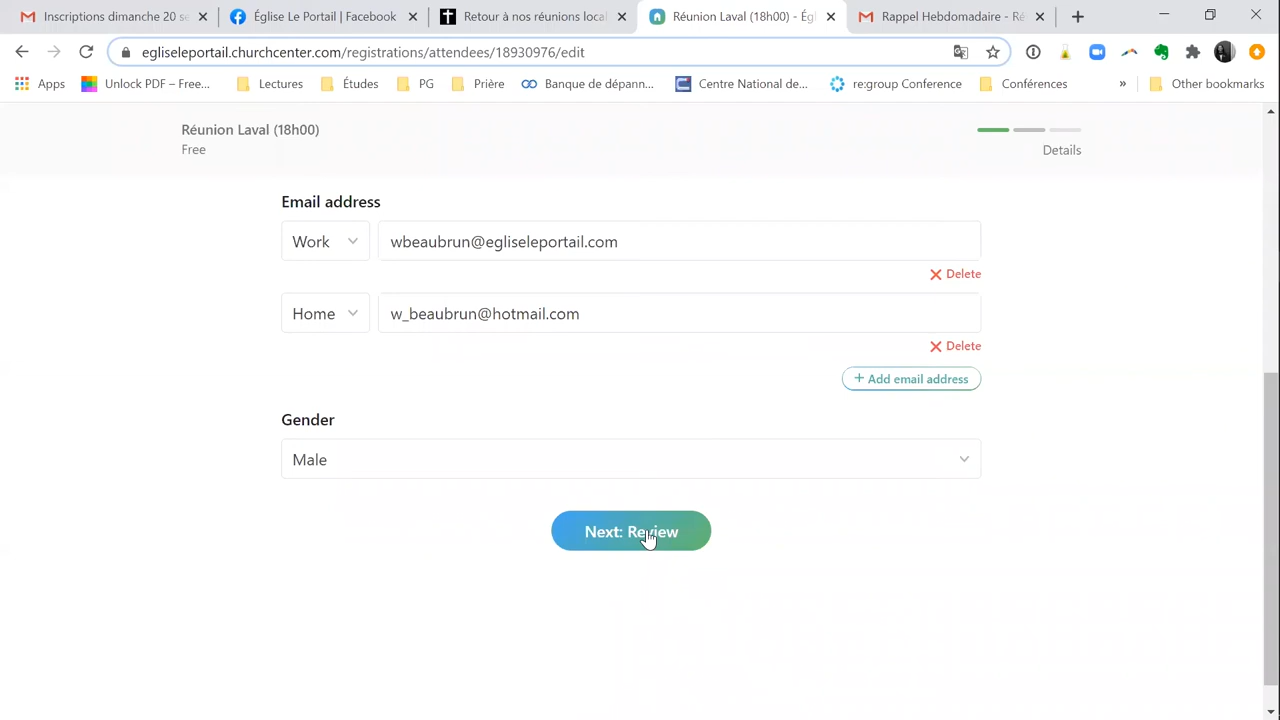 Inscriptions dimanche 20
Église Le Portail | Facebook
Retour à nos réunions loca
Réunion Laval (18h00) - Égl
Rappel Hebdomadaire - Ré
egliseleportail.churchcenter.com/registrations/attendees/18930976/edit
Apps
Unlock PDF – Free...
Lectures
Études
PG
Prière
Banque de dépann...
Centre National de...
re:group Conference
Conférences
»
Other bookmarks
Réunion Laval (18h00)
Free
Details
Email address
Work
wbeaubrun@egliseleportail.com
Delete
Home
w_beaubrun@hotmail.com
Delete
+ Add email address
Gender
Male
Next: Review